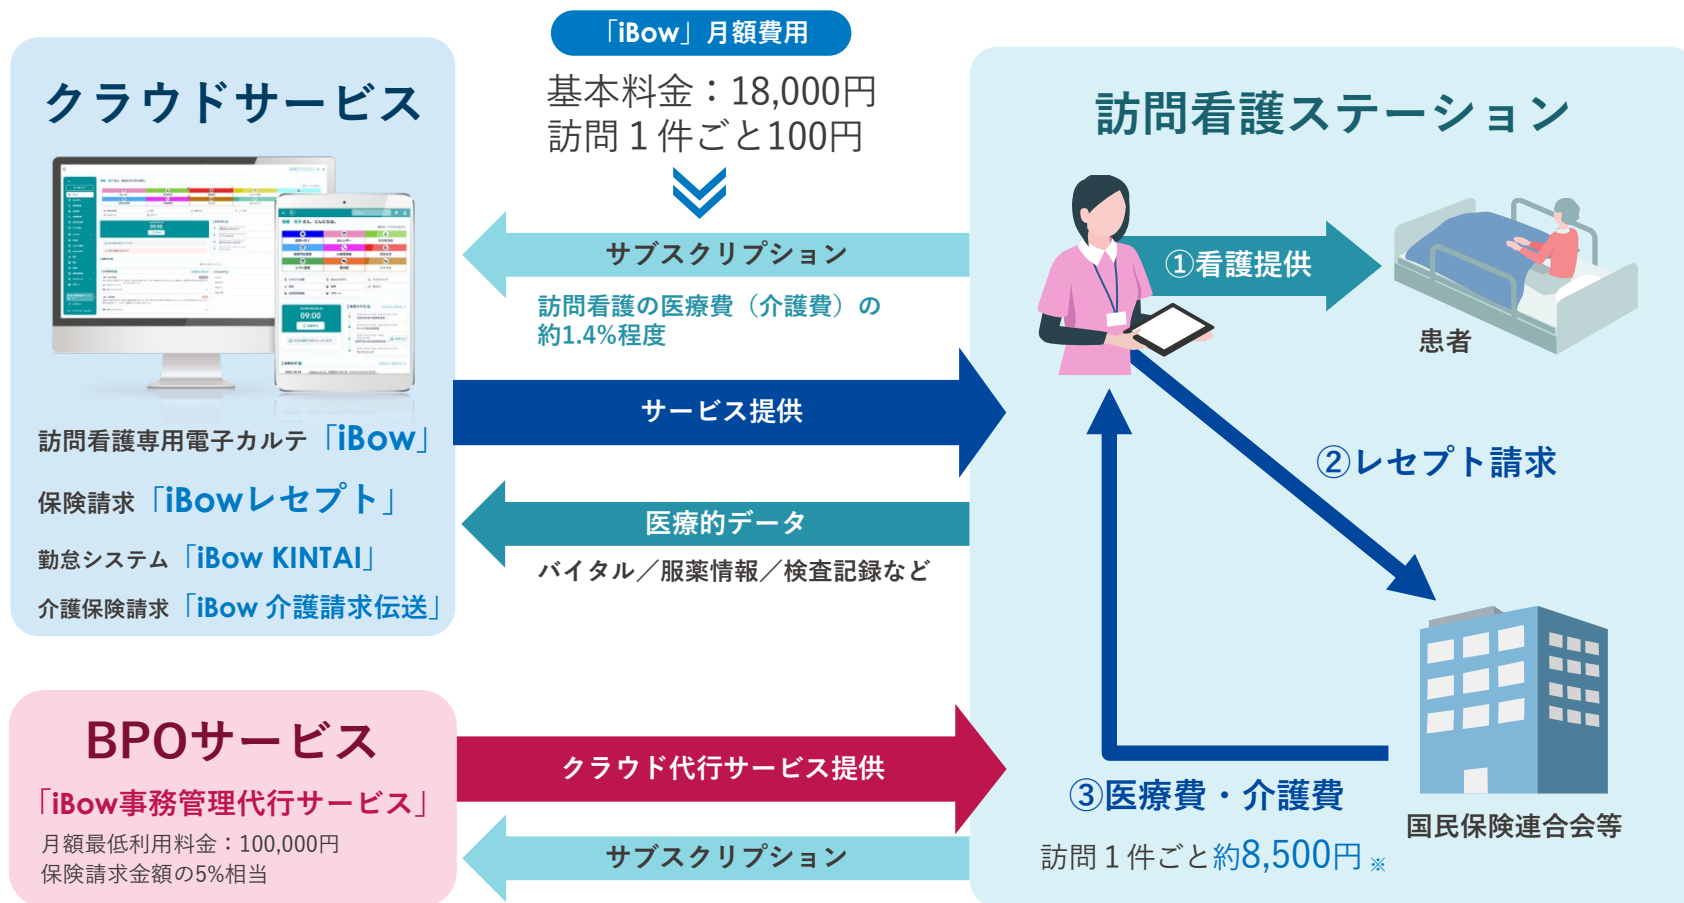 「iBow」月額費用
基本料金：18,000円
訪問１件ごと100円
クラウドサービス
09:00
09:00
訪問看護専用電子カルテ「iBow」
保険請求「iBowレセプト」
勤怠システム「iBow KINTAI」
介護保険請求「iBow 介護請求伝送」
サブスクリプション
訪問看護の医療費（介護費）の
約1.4%程度
サービス提供
医療的データ
バイタル／服薬情報／検査記録など
訪問看護ステーション
①看護提供
患者
②レセプト請求
③医療費・介護費
訪問１件ごと約8,500円 ※
国民保険連合会等
BPOサービス
「iBow事務管理代行サービス」
月額最低利用料金：100,000円
保険請求金額の5%相当
クラウド代行サービス提供
サブスクリプション